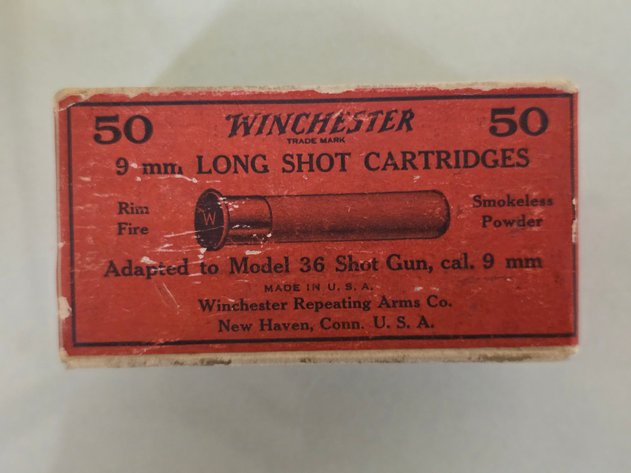 50 WINCHESTER 50
TRADE MARK
9 mm LONG SHOT CARTRIDGES
Rim
Fire
W
Smokeless
Powder
Adapted to Model 36 Shot Gun, cal. 9 mm
MADE IN U. S. A.
Winchester Repeating Arms Co.
New Haven, Conn. U. S. A.